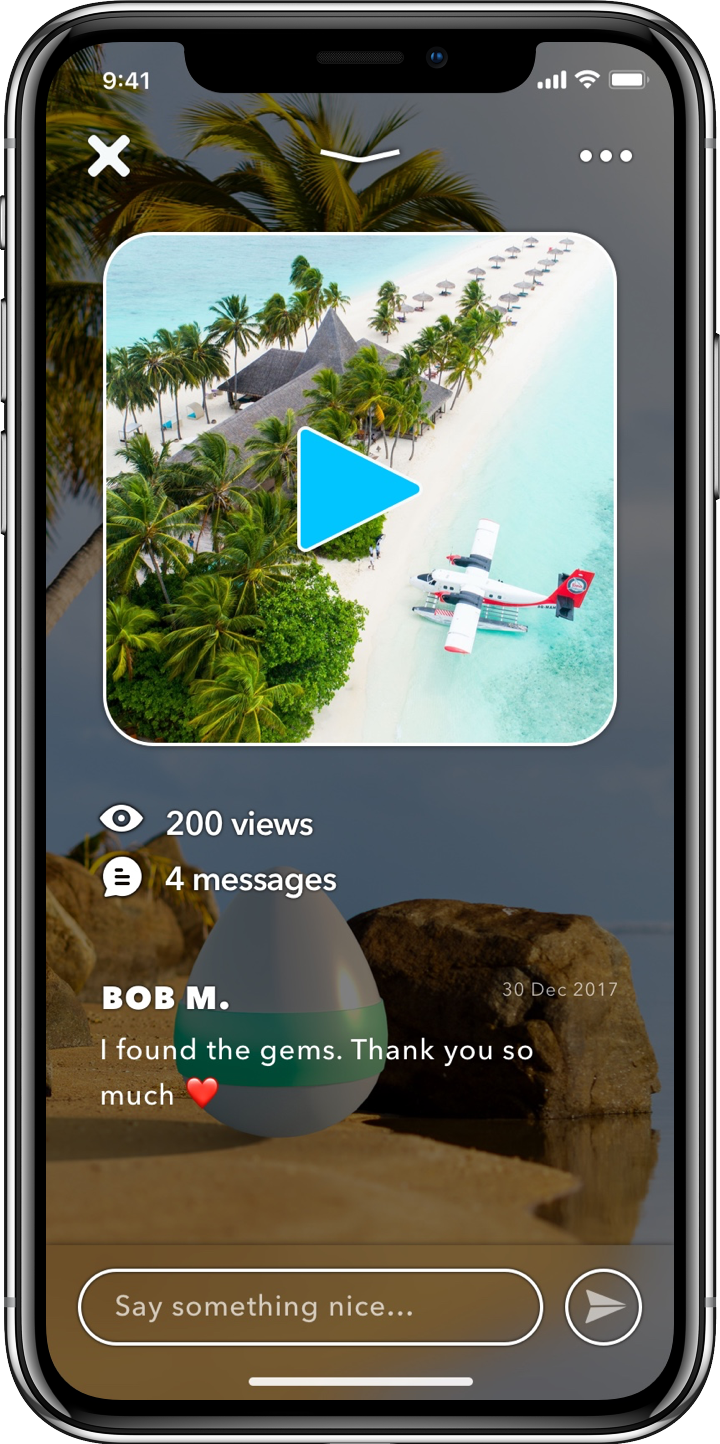 9:41
200 views
4 messages
BOB M.
30 Dec 2017
I found the gems. Thank you so
much ❤️
Say something nice...